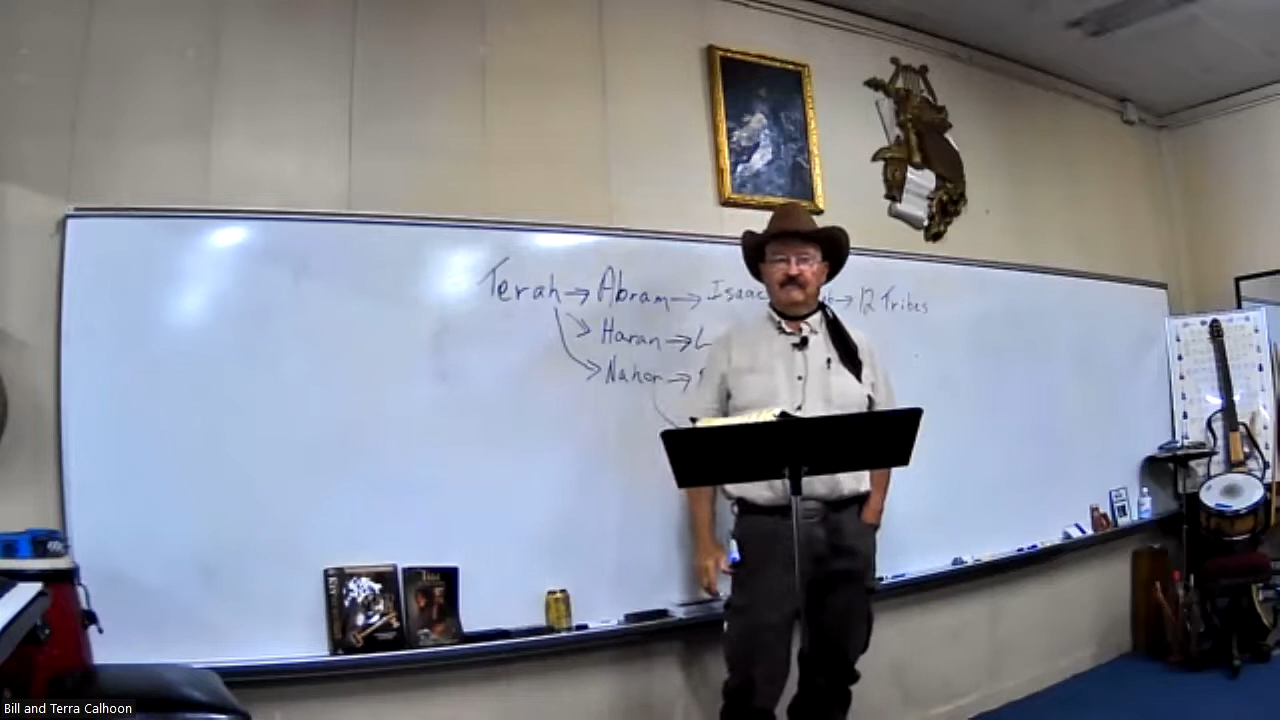 Terah → Abram → Isaac → 12 Tribes
Haran →
Nahor →
Bill and Terra Calhoon